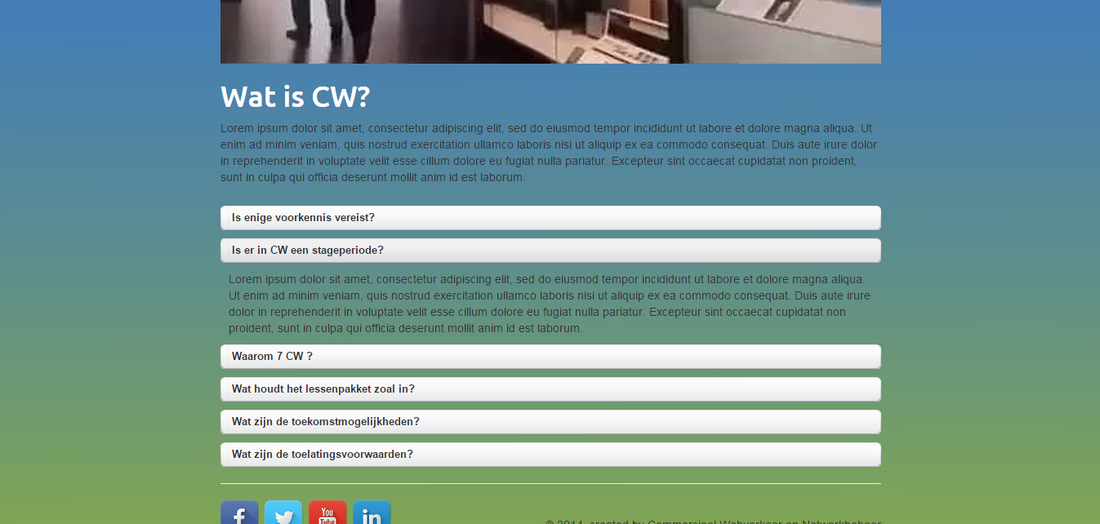 Wat is CW?
Lorem ipsum dolor sit amet, consectetur adipiscing elit, sed do eiusmod tempor incididunt ut labore et dolore magna aliqua. Ut
enim ad minim veniam, quis nostrud exercitation ullamco laboris nisi ut aliquip ex ea commodo consequat. Duis aute irure dolor
in reprehenderit in voluptate velit esse cillum dolore eu fugiat nulla pariatur. Excepteur sint occaecat cupidatat non proident,
sunt in culpa qui officia deserunt mollit anim id est laborum.
Is enige voorkennis vereist?
Is er in CW een stageperiode?
Lorem ipsum dolor sit amet, consectetur adipiscing elit, sed do eiusmod tempor incididunt ut labore et dolore magna aliqua.
Ut enim ad minim veniam, quis nostrud exercitation ullamco laboris nisi ut aliquip ex ea commodo consequat. Duis aute irure
dolor in reprehenderit in voluptate velit esse cillum dolore eu fugiat nulla pariatur. Excepteur sint occaecat cupidatat non
proident, sunt in culpa qui officia deserunt mollit anim id est laborum.
Waarom 7 CW ?
Wat houdt het lessenpakket zoal in?
Wat zijn de toekomstmogelijkheden?
Wat zijn de toelatingsvoorwaarden?
f You Tube in
© 2014, created by Commercieel Webverkeer en Netwerkbeheer